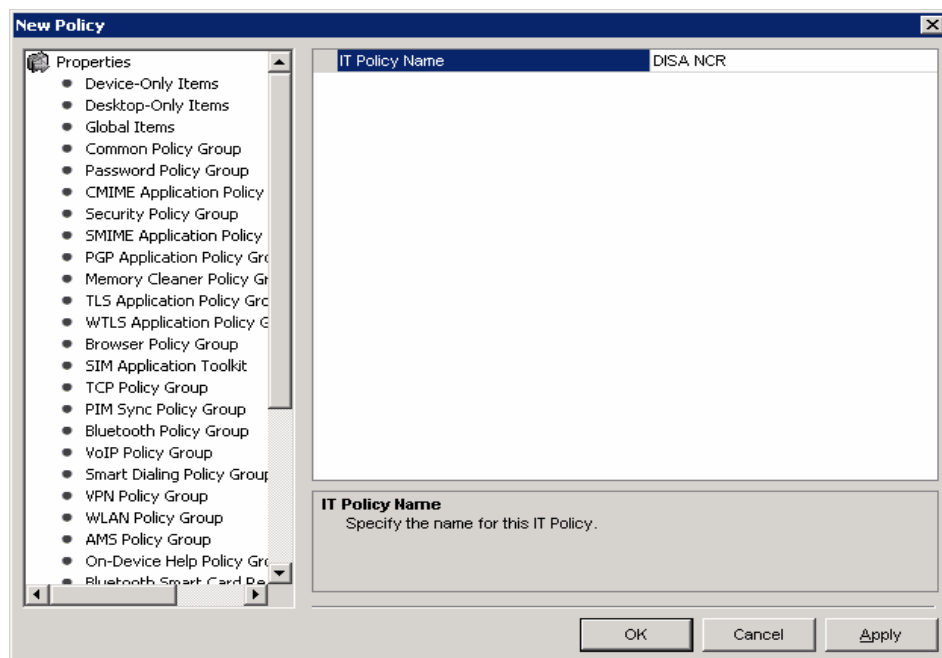 New Policy
Properties
Device-Only Items
Desktop-Only Items
Global Items
Common Policy Group
Password Policy Group
CMIME Application Policy
Security Policy Group
SMIME Application Policy
PGP Application Policy Gro
Memory Cleaner Policy Gr
TLS Application Policy Gro
WTLS Application Policy G
Browser Policy Group
SIM Application Toolkit
TCP Policy Group
PIM Sync Policy Group
Bluetooth Policy Group
VoIP Policy Group
Smart Dialing Policy Group
VPN Policy Group
WLAN Policy Group
AMS Policy Group
On-Device Help Policy Gro
Bluetooth Smart Card Re
IT Policy Name DISA NCR
IT Policy Name
Specify the name for this IT Policy.
OK Cancel Apply